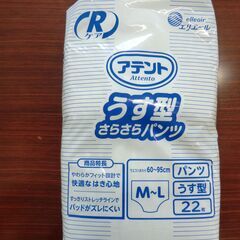 R
ケア
elleair
エリエール
アテント
Attento
うす型
さらさらパンツ
商品特長
やわらかフィット設計で
快適なはき心地
すっきりストレッチラインで
パッドがズレにくい
ウエストサイズ 60~95cm
M~L
パンツ
うす型
22枚